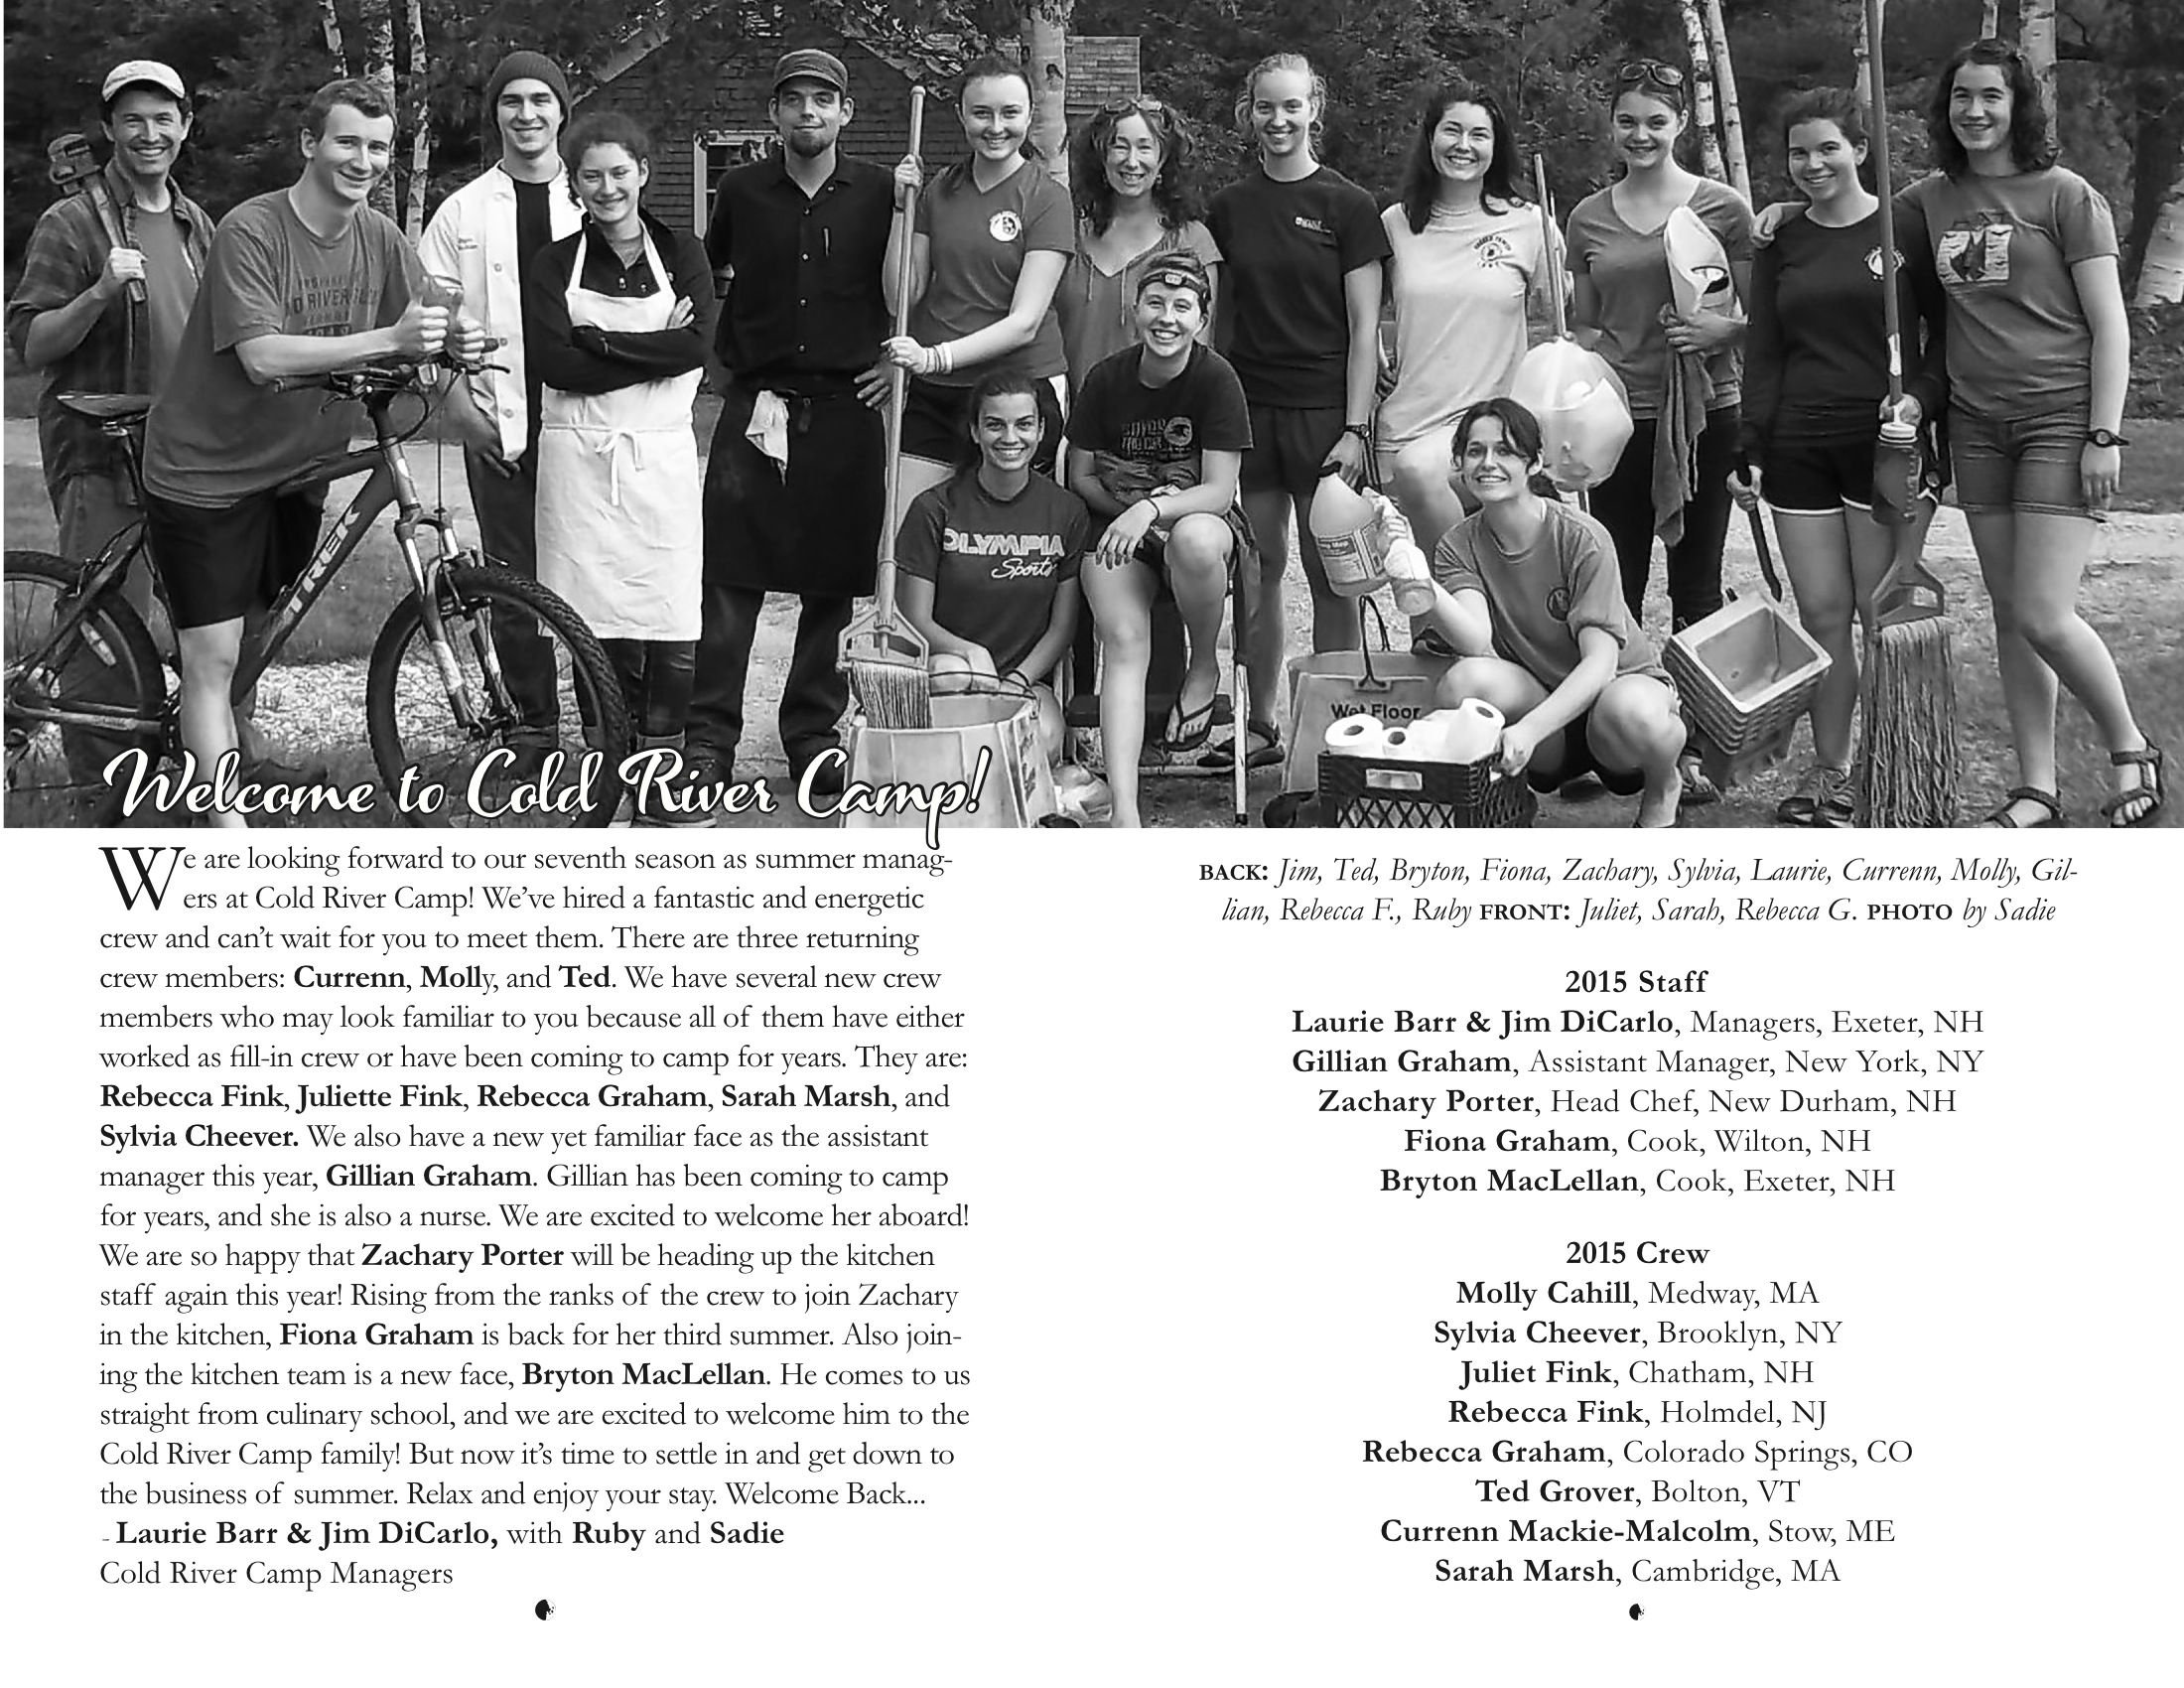 TREK
OLYMPIA
Sports
Wet Floor
Welcome to Cold River Camp!
We are looking forward to our seventh season as summer manag-
ers at Cold River Camp! We've hired a fantastic and energetic
crew and can't wait for you to meet them. There are three returning
crew members: Currenn, Molly, and Ted. We have several new crew
members who may look familiar to you because all of them have either
worked as fill-in crew or have been coming to camp for years. They are:
Rebecca Fink, Juliette Fink, Rebecca Graham, Sarah Marsh, and
Sylvia Cheever. We also have a new yet familiar face as the assistant
manager this year, Gillian Graham. Gillian has been coming to camp
for years, and she is also a nurse. We are excited to welcome her aboard!
We are so happy that Zachary Porter will be heading up the kitchen
staff again this year! Rising from the ranks of the crew to join Zachary
in the kitchen, Fiona Graham is back for her third summer. Also join-
ing the kitchen team is a new face, Bryton MacLellan. He comes to us
straight from culinary school, and we are excited to welcome him to the
Cold River Camp family! But now it's time to settle in and get down to
the business of summer. Relax and enjoy your stay. Welcome Back...
- Laurie Barr & Jim DiCarlo, with Ruby and Sadie
Cold River Camp Managers
BACK: Jim, Ted, Bryton, Fiona, Zachary, Sylvia, Laurie, Currenn, Molly, Gil-
lian, Rebecca F., Ruby FRONT: Juliet, Sarah, Rebecca G. PHOTO by Sadie
2015 Staff
Laurie Barr & Jim DiCarlo, Managers, Exeter, NH
Gillian Graham, Assistant Manager, New York, NY
Zachary Porter, Head Chef, New Durham, NH
Fiona Graham, Cook, Wilton, NH
Bryton MacLellan, Cook, Exeter, NH
2015 Crew
Molly Cahill, Medway, MA
Sylvia Cheever, Brooklyn, NY
Juliet Fink, Chatham, NH
Rebecca Fink, Holmdel, NJ
Rebecca Graham, Colorado Springs, CO
Ted Grover, Bolton, VT
Currenn Mackie-Malcolm, Stow, ME
Sarah Marsh, Cambridge, MA